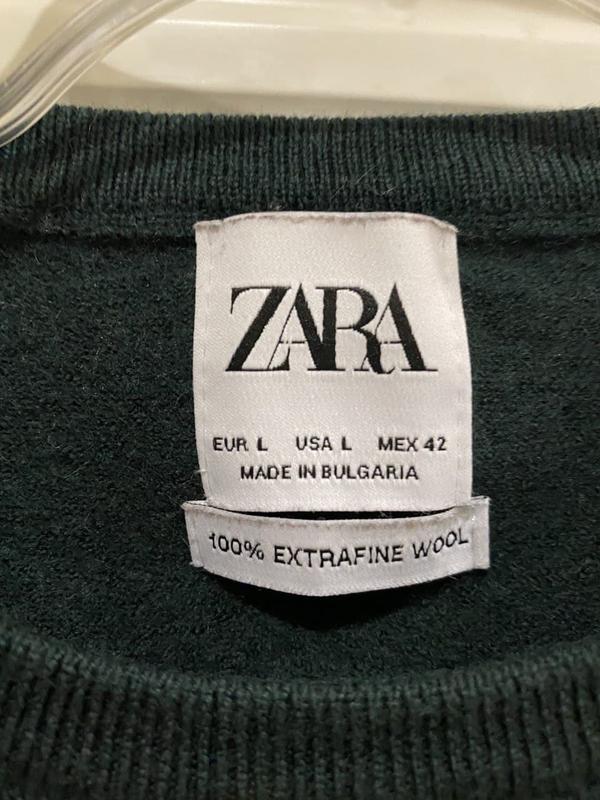 ZARA
EUR L USA L MEX 42
MADE IN BULGARIA
100% EXTRAFINE WOOL